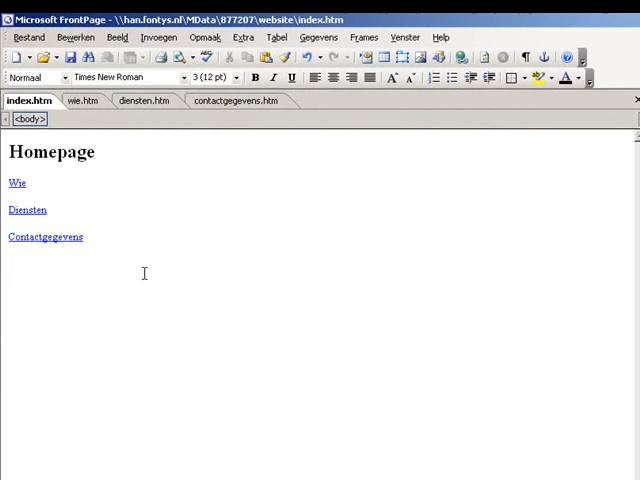 Microsoft FrontPage - \\han.fontys.nl\MData\877207\website\index.htm
Bestand Bewerken Beeld Invoegen Opmaak Extra Tabel Gegevens Frames Venster Help
Normaal Times New Roman 3 (12 pt) B I U A A A
index.htm wie.htm diensten.htm contactgegevens.htm
<body>
Homepage
Wie
Diensten
Contactgegevens